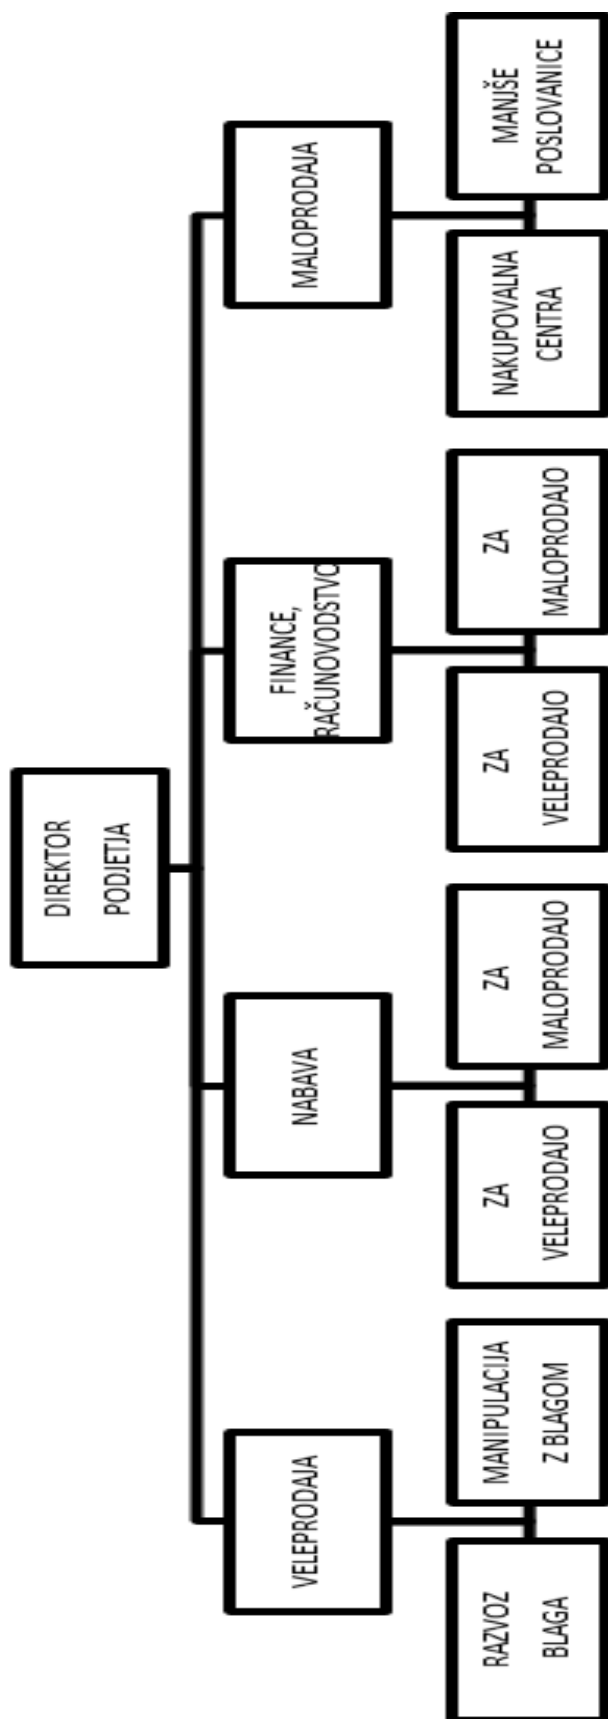 DIREKTOR
PODJETJA
VELEPRODAJA
NABAVA
FINANCE,
RAČUNOVODSTVO
MALOPRODAJA
RAZVOZ
BLAGA
MANIPULACIJA
Z BLAGOM
ZA
VELEPRODAJO
ZA
MALOPRODAJO
ZA
VELEPRODAJO
ZA
MALOPRODAJO
NAKUPOVALNA
CENTRA
MANJŠE
POSLOVANICE